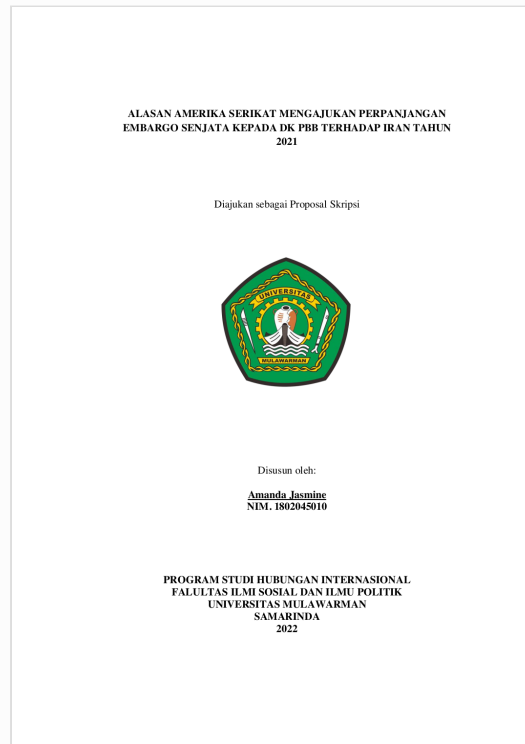 ALASAN AMERIKA SERIKAT MENGAJUKAN PERPANJANGAN
EMBARGO SENJATA KEPADA DK PBB TERHADAP IRAN TAHUN
2021
Diajukan sebagai Proposal Skripsi
UNIVERSITAS
MULAWARMAN
Disusun oleh:
Amanda Jasmine
NIM. 1802045010
PROGRAM STUDI HUBUNGAN INTERNASIONAL
FALULTAS ILMI SOSIAL DAN ILMU POLITIK
UNIVERSITAS MULAWARMAN
SAMARINDA
2022